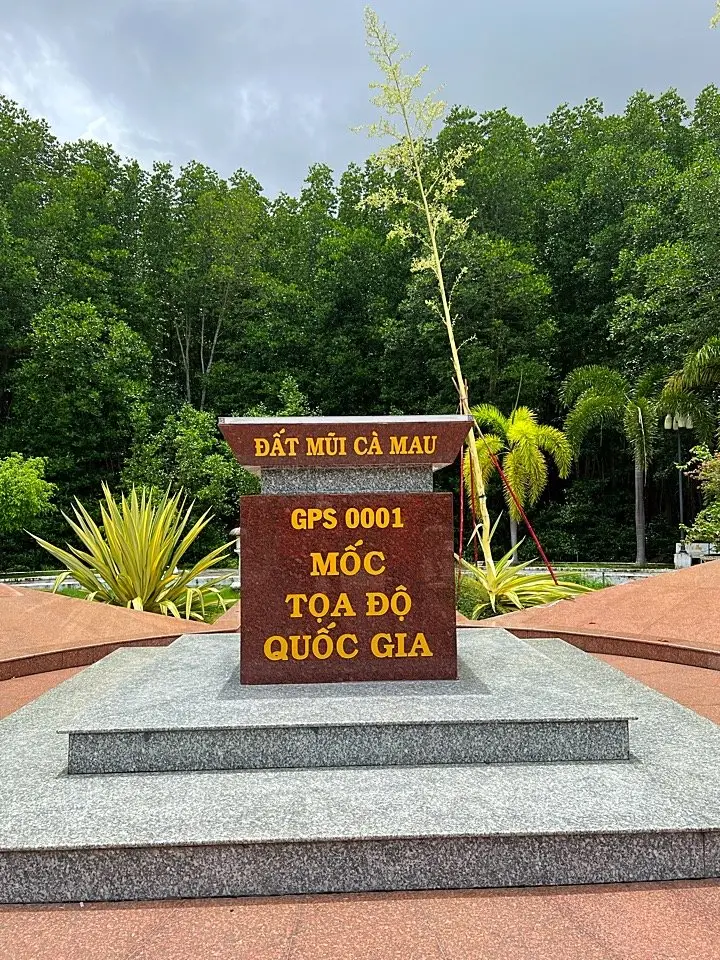 ĐẤT MŨI CÀ MAU
GPS 0001
MỐC
TỌA ĐỘ
QUỐC GIA